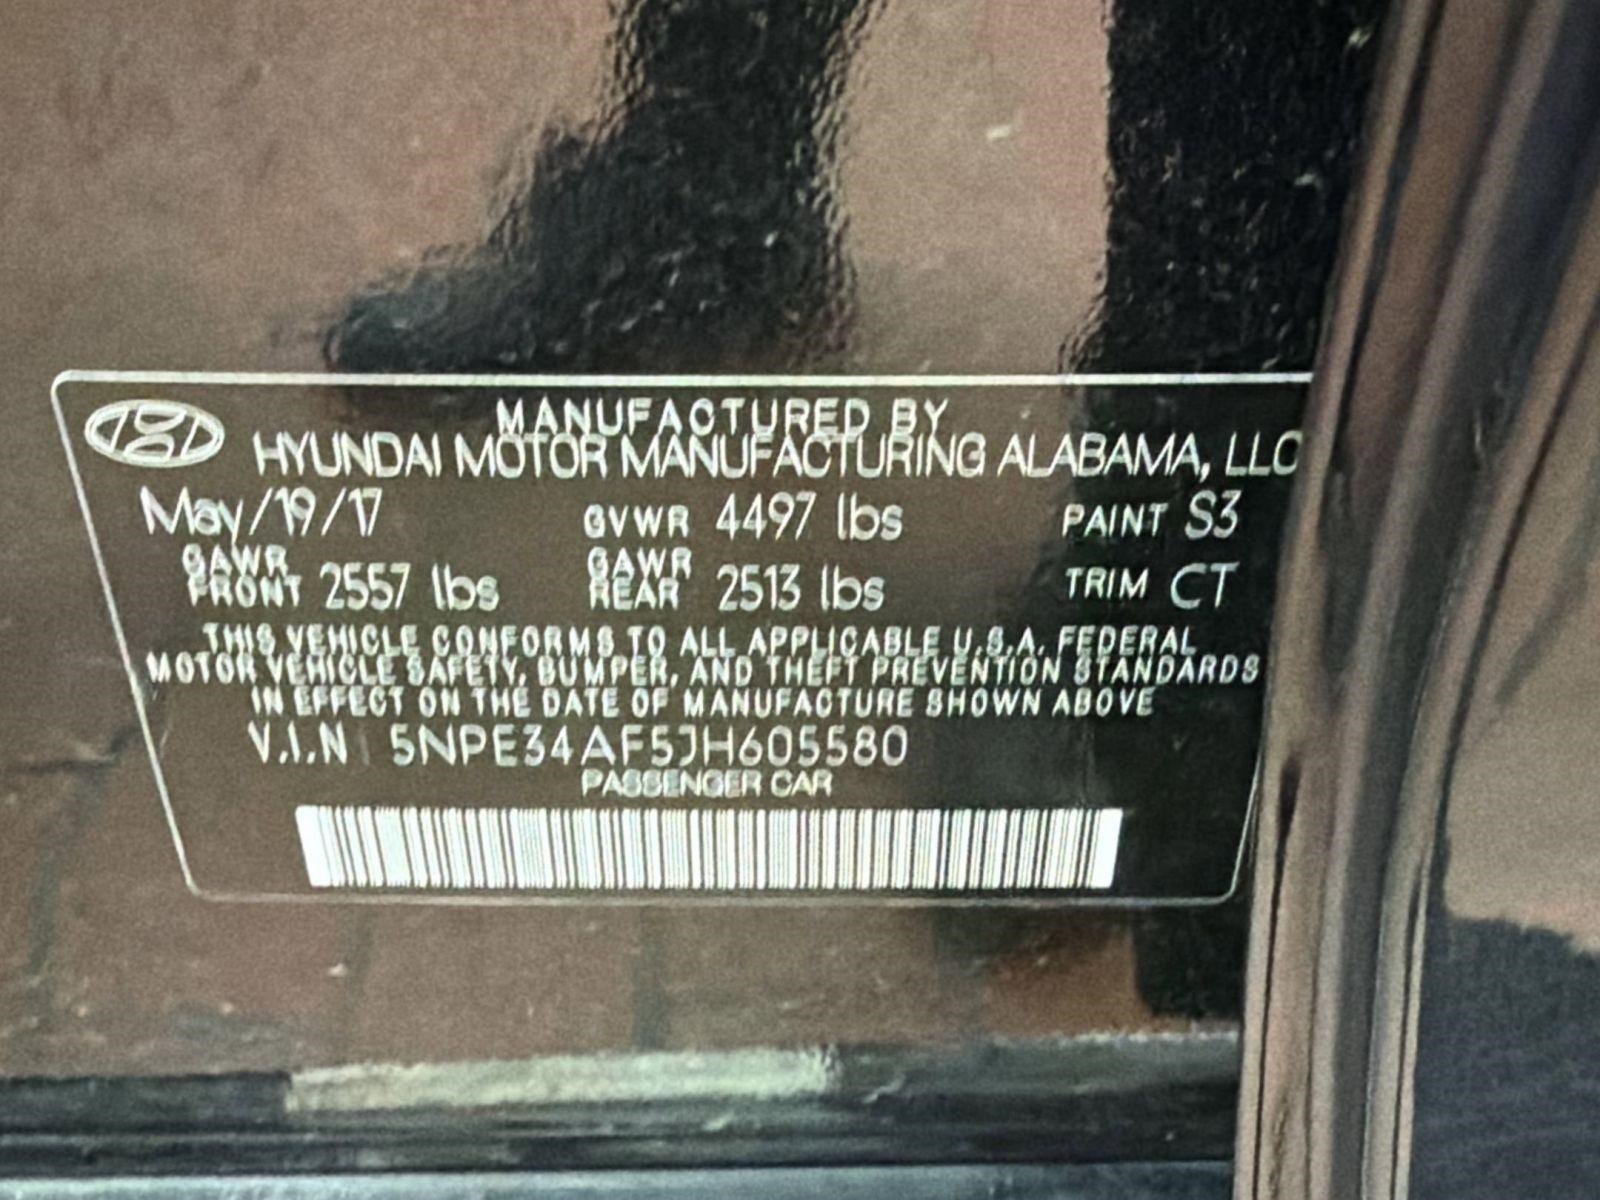 MANUFACTURED BY
HYUNDAI MOTOR MANUFACTURING ALABAMA, LLC
May/19/17 GVWR 4497 lbs PAINT S3
GAWR FRONT 2557 lbs GAWR REAR 2513 lbs TRIM CT
THIS VEHICLE CONFORMS TO ALL APPLICABLE U.S.A. FEDERAL
MOTOR VEHICLE SAFETY, BUMPER, AND THEFT PREVENTION STANDARDS
IN EFFECT ON THE DATE OF MANUFACTURE SHOWN ABOVE
V.I.N 5NPE34AF5JH605580
PASSENGER CAR